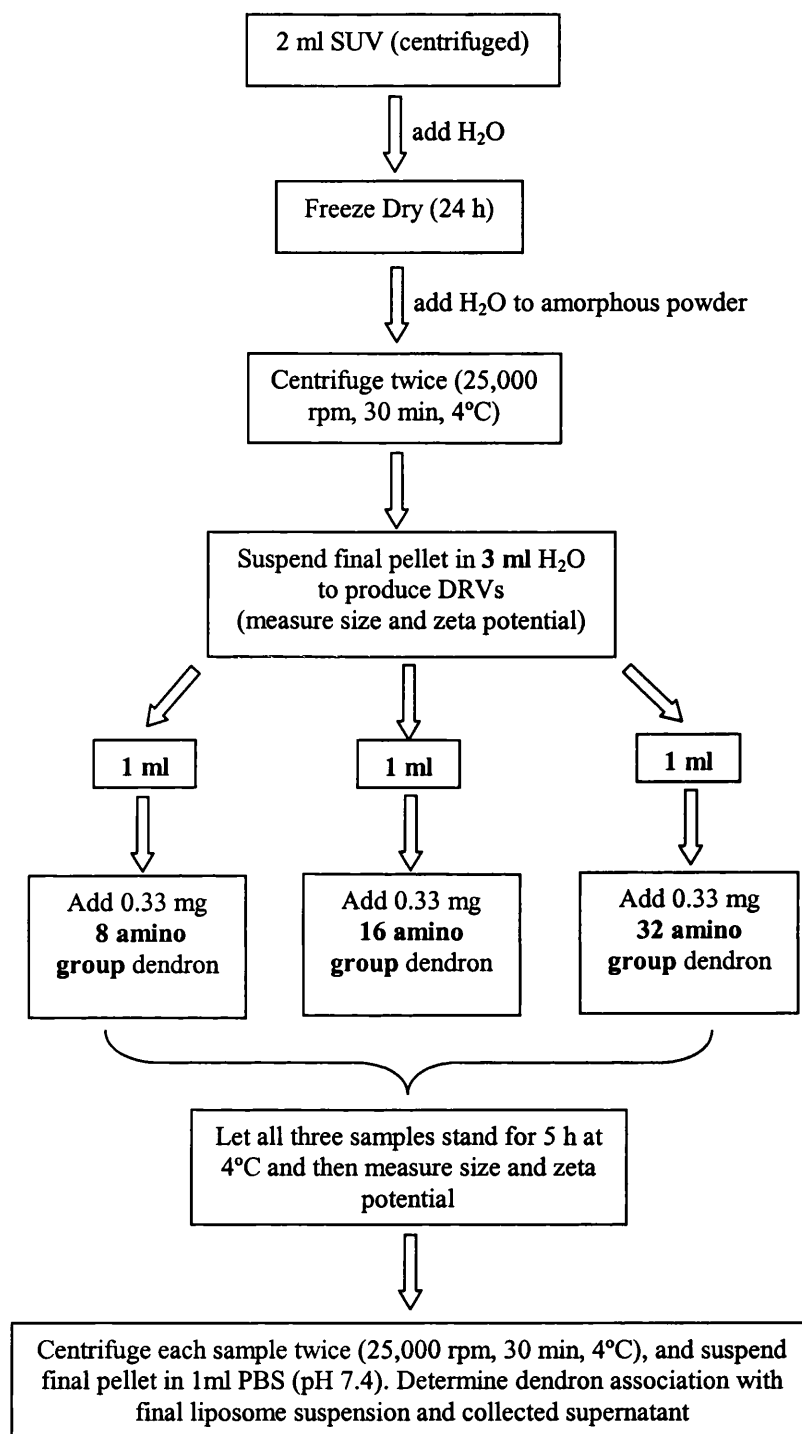 2 ml SUV (centrifuged)
add H₂O
Freeze Dry (24 h)
add H₂O to amorphous powder
Centrifuge twice (25,000
rpm, 30 min, 4ºC)
Suspend final pellet in 3 ml H₂O
to produce DRVs
(measure size and zeta potential)
1 ml
1 ml
1 ml
Add 0.33 mg
8 amino
group dendron
Add 0.33 mg
16 amino
group dendron
Add 0.33 mg
32 amino
group dendron
Let all three samples stand for 5 h at
4ºC and then measure size and zeta
potential
Centrifuge each sample twice (25,000 rpm, 30 min, 4ºC), and suspend
final pellet in 1ml PBS (pH 7.4). Determine dendron association with
final liposome suspension and collected supernatant